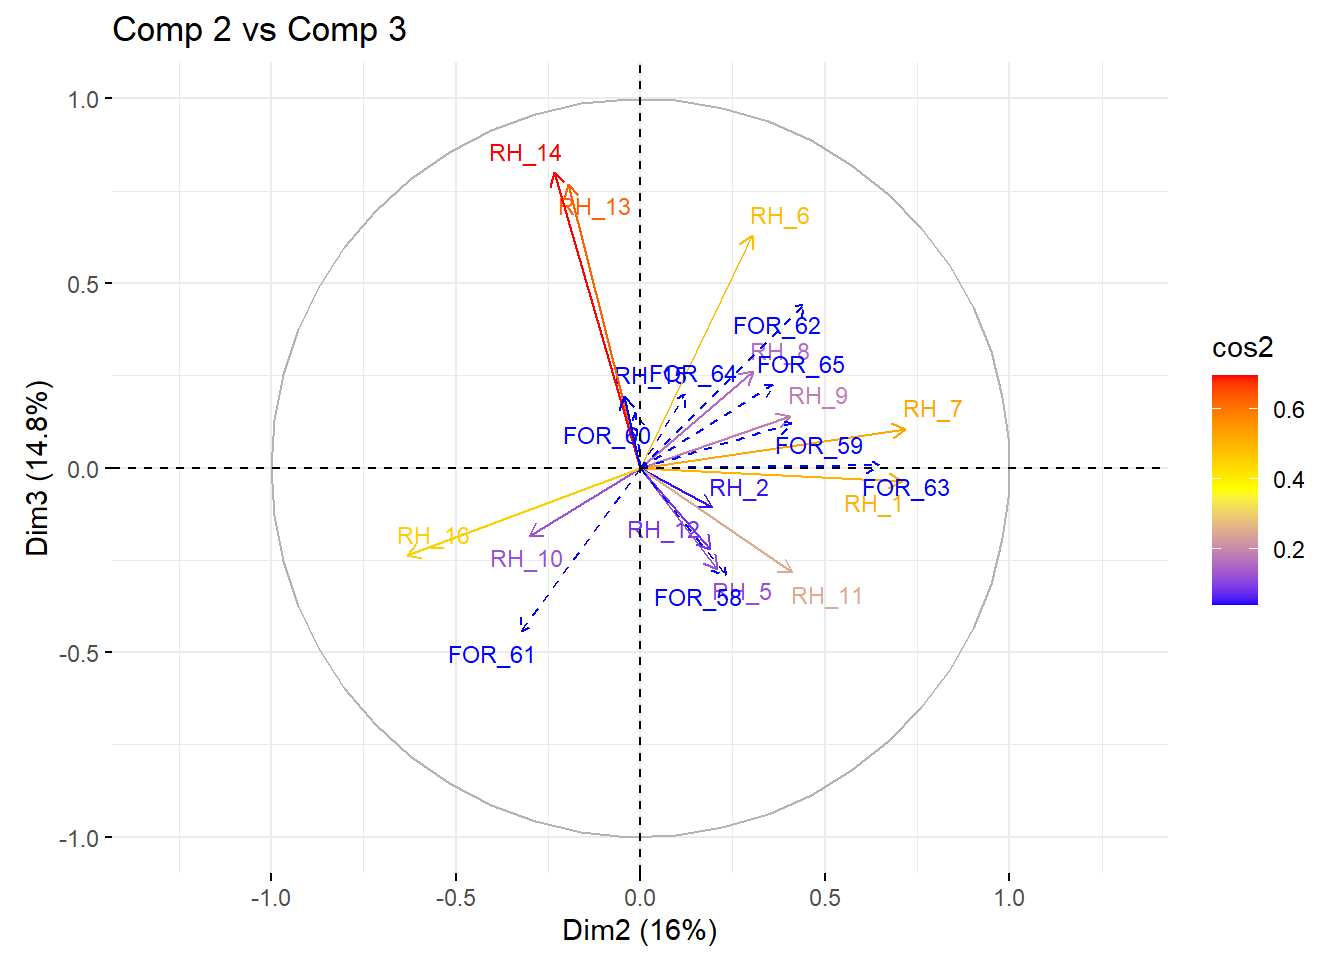 Comp 2 vs Comp 3
1.0
0.5
0.0
-0.5
-1.0
Dim3 (14.8%)
RH_14
RH_13
RH_6
FOR_62
RH_8
FOR_65
RH_15
FOR_64
RH_9
RH_7
FOR_60
FOR_59
RH_2
FOR_63
RH_1
RH_12
RH_16
RH_10
RH_5
FOR_58
RH_11
FOR_61
-1.0
-0.5
0.0
0.5
1.0
Dim2 (16%)
cos2
0.6
0.4
0.2